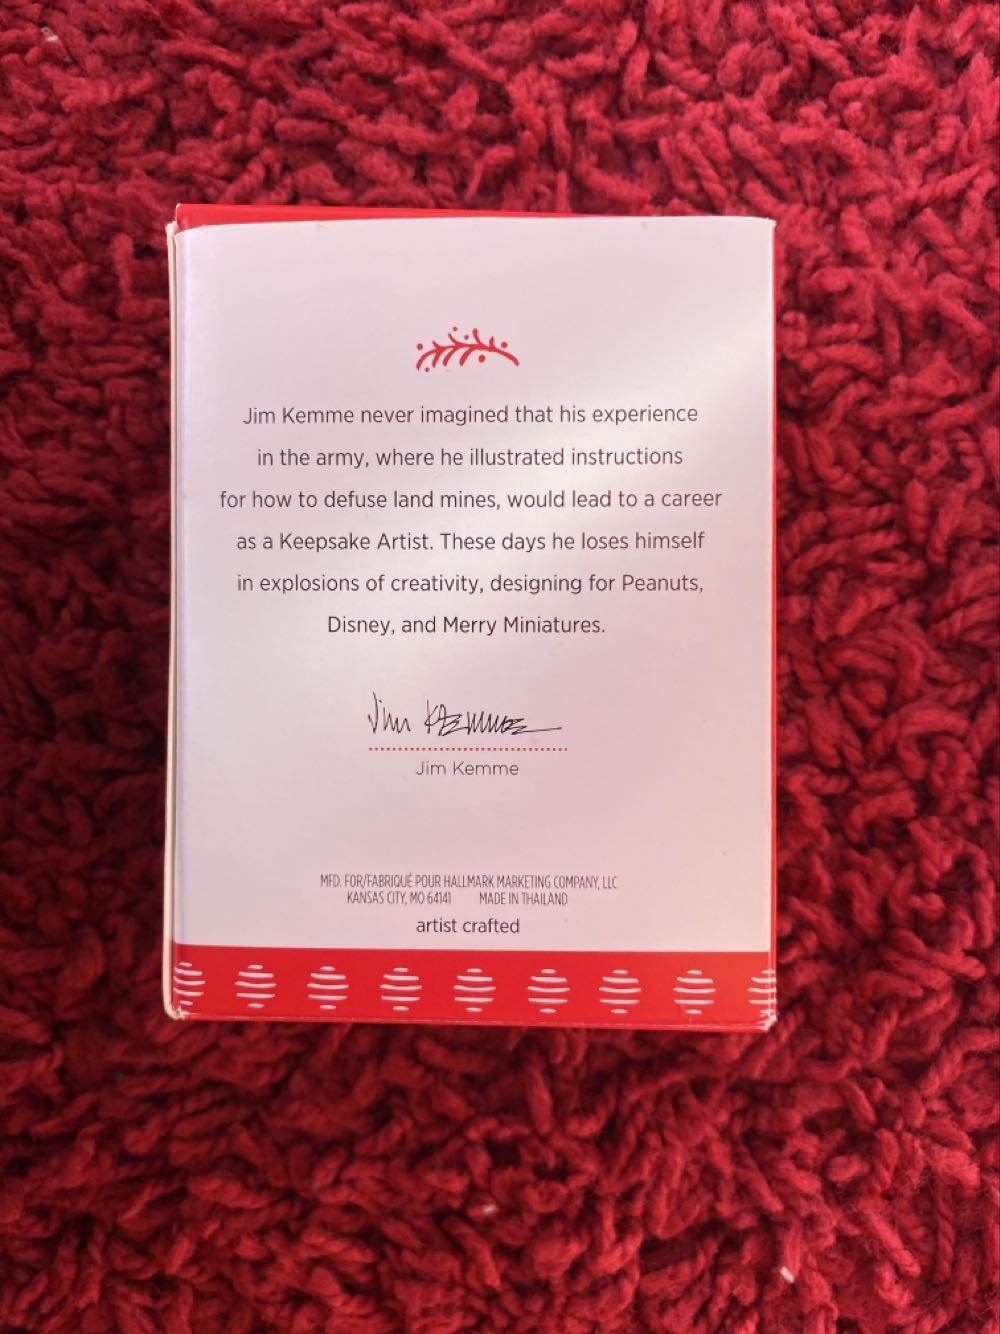 Jim Kemme never imagined that his experience
in the army, where he illustrated instructions
for how to defuse land mines, would lead to a career
as a Keepsake Artist. These days he loses himself
in explosions of creativity, designing for Peanuts,
Disney, and Merry Miniatures.
Jim Kemme
Jim Kemme
MFD. FOR/FABRIQUÉ POUR HALLMARK MARKETING COMPANY, LLC
KANSAS CITY, MO 64141 MADE IN THAILAND
artist crafted